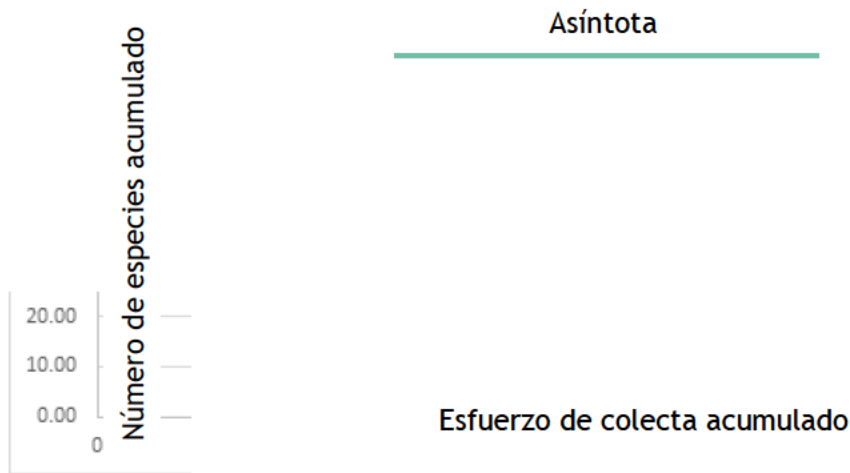 Asíntota
Número de especies acumulado
20.00
10.00
0.00
0
Esfuerzo de colecta acumulado